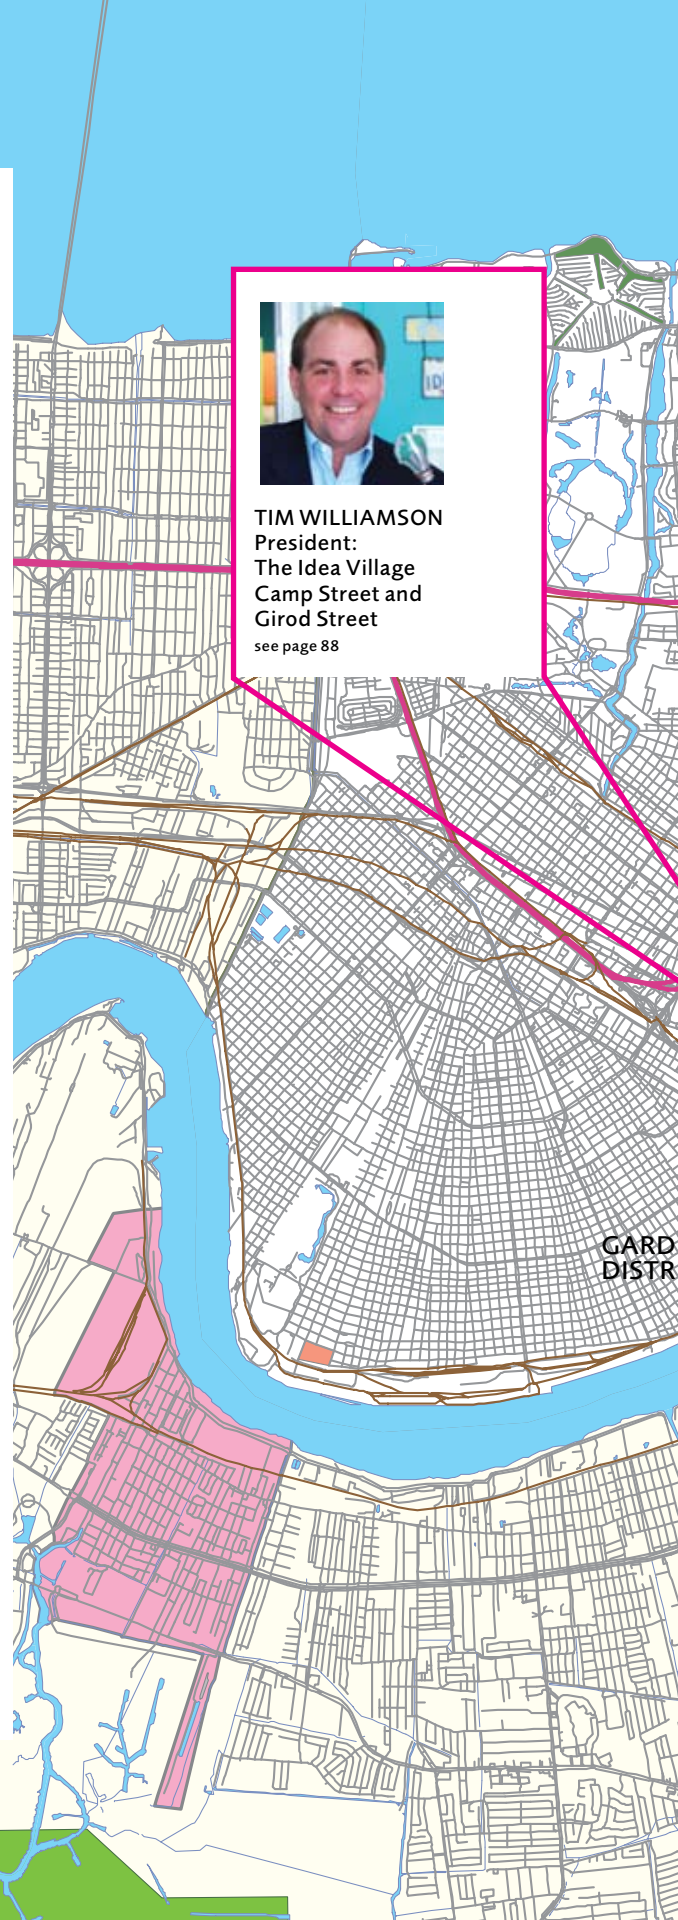 TIM WILLIAMSON
President:
The Idea Village
Camp Street and
Girod Street
see page 88
GARD
DISTR